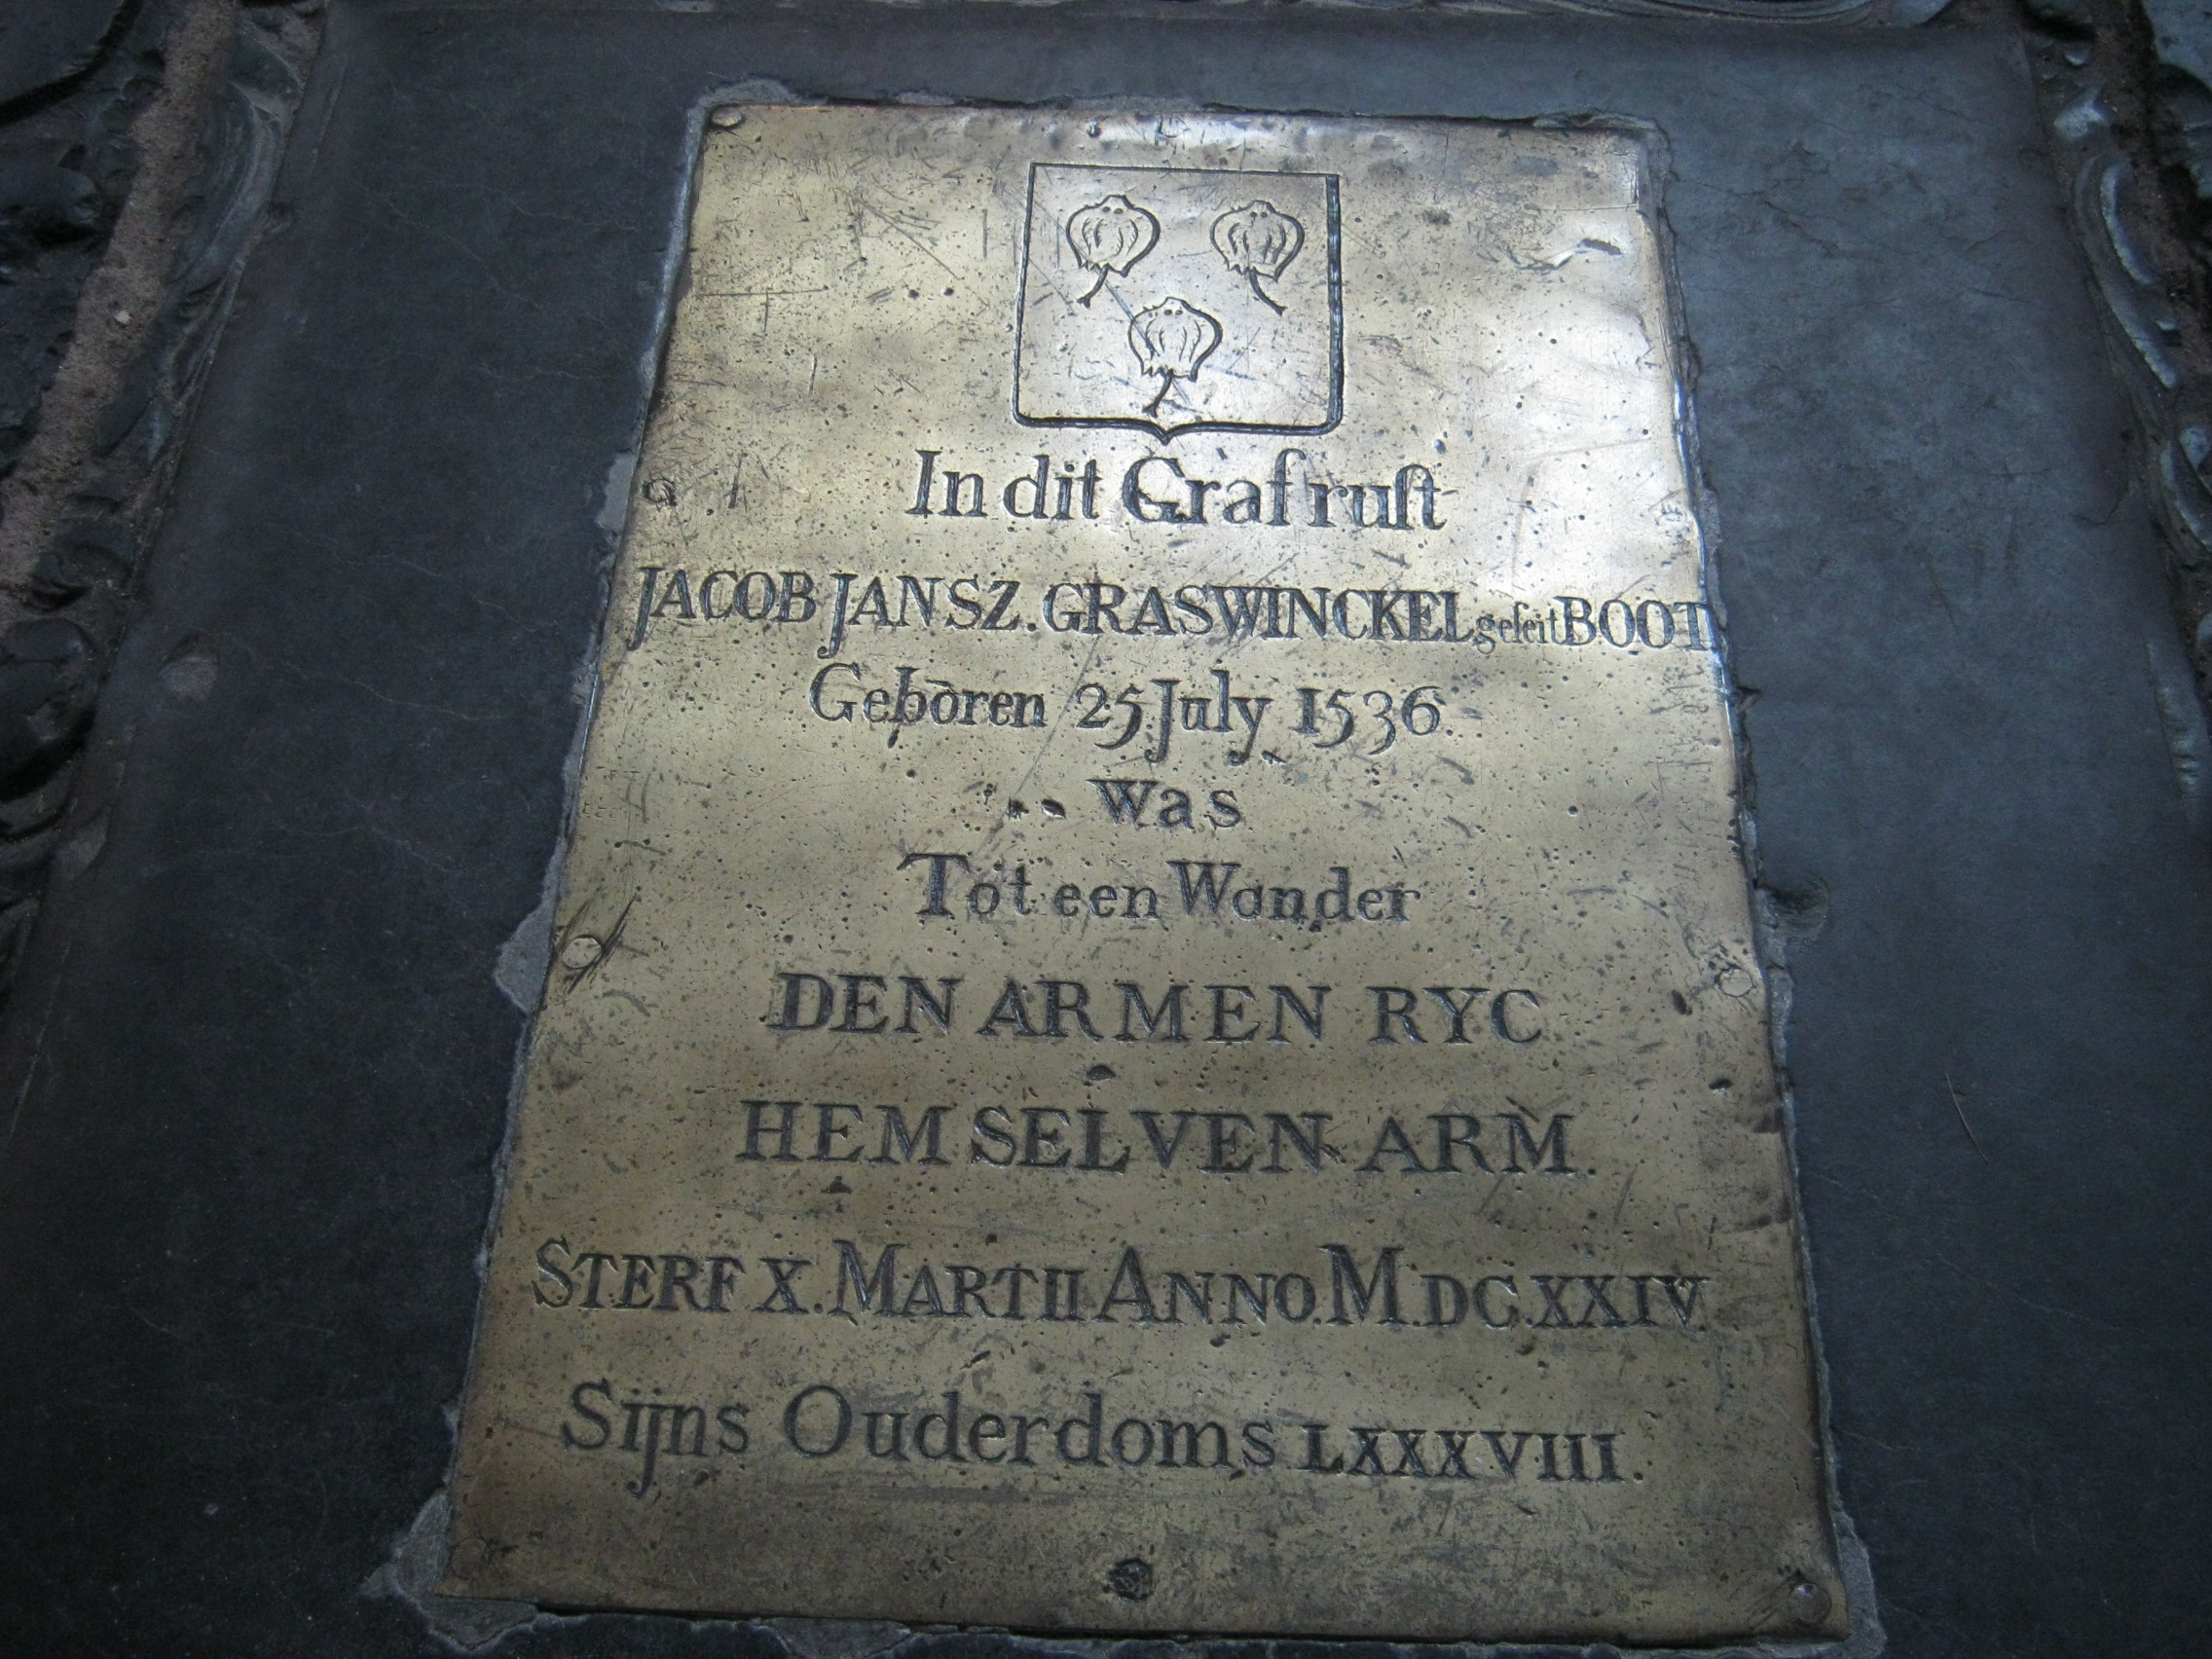 In dit Graf ruſt
JACOB JANSZ. GRASWINCKEL geſeit BOOT
Geboren 25 July 1536.
was
Tot een Wonder
DEN ARMEN RYC
HEM SELVEN ARM.
STERF X. MARTII ANNO. M.DC.XXIV.
Sijns Ouderdoms LXXXVIII.